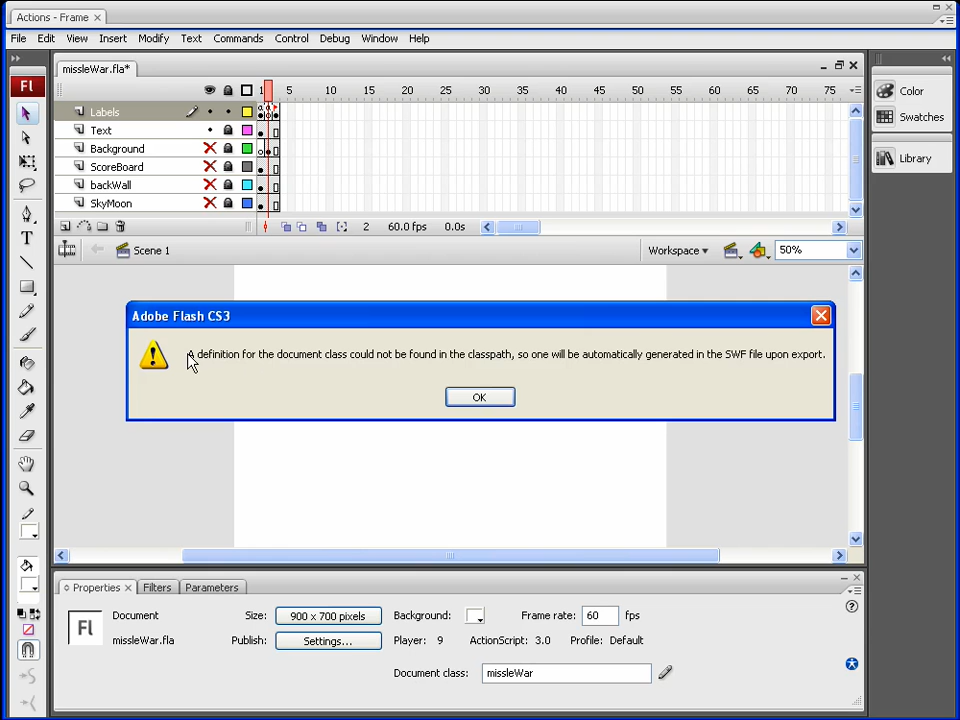 Actions - Frame
File Edit View Insert Modify Text Commands Control Debug Window Help
Fl
missleWar.fla*
1 5 10 15 20 25 30 35 40 45 50 55 60 65 70 75
Labels
Text
Background
ScoreBoard
backWall
SkyMoon
2 60.0 fps 0.0s
Scene 1 Workspace 50%
Color
Swatches
Library
Adobe Flash CS3
A definition for the document class could not be found in the classpath, so one will be automatically generated in the SWF file upon export.
OK
Properties Filters Parameters
Fl
Document Size: 900 x 700 pixels Background: Frame rate: 60 fps
missleWar.fla Publish: Settings... Player: 9 ActionScript: 3.0 Profile: Default
Document class: missleWar